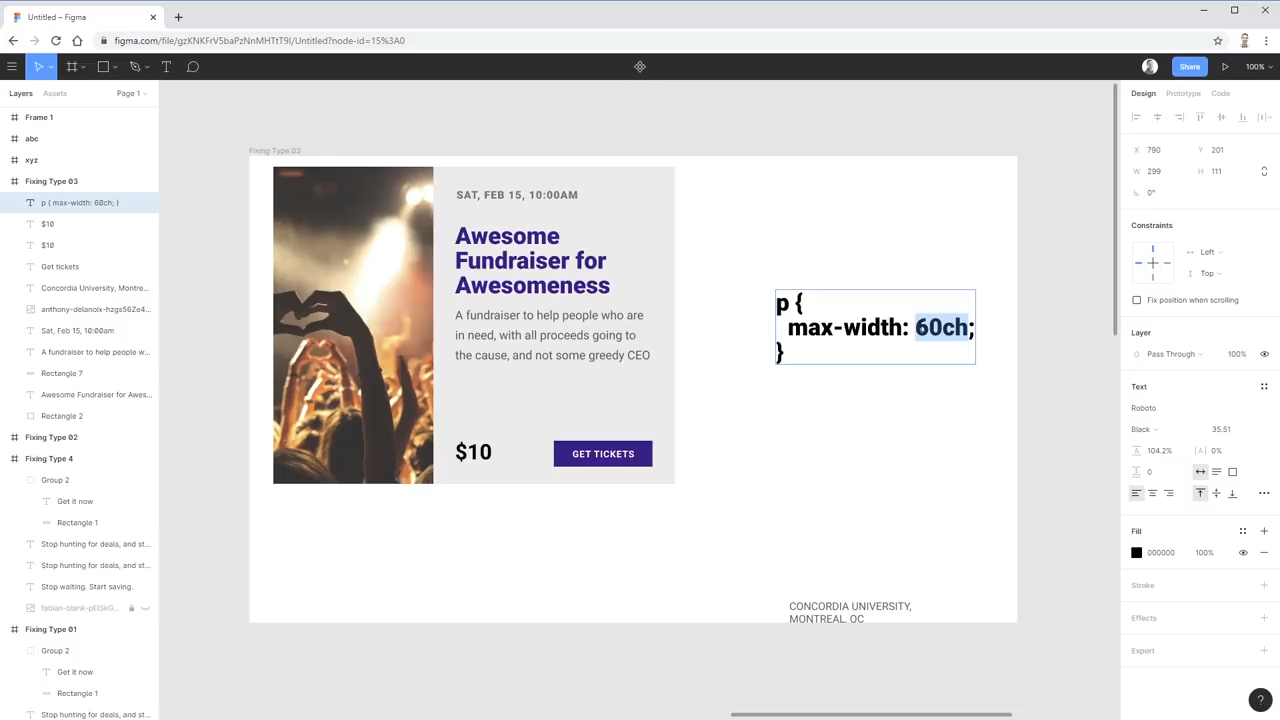 Untitled – Figma
figma.com/file/gzKNKFrV5baPzNnMHTtT9l/Untitled?node-id=15%3A0
Share
100%
Layers
Assets
Page 1
Design
Prototype
Code
Frame 1
abc
xyz
Fixing Type 03
p { max-width: 60ch; }
$10
$10
Get tickets
Concordia University, Montre...
anthony-delanoix-hzgs56Ze4...
Sat, Feb 15, 10:00am
A fundraiser to help people w...
Rectangle 7
Awesome Fundraiser for Awes...
Rectangle 2
Fixing Type 02
Fixing Type 4
Group 2
Get it now
Rectangle 1
Stop hunting for deals, and st...
Stop hunting for deals, and st...
Stop waiting. Start saving.
fabian-blank-pElSkG...
Fixing Type 01
Group 2
Get it now
Rectangle 1
Stop hunting for deals, and st...
Fixing Type 03
SAT, FEB 15, 10:00AM
Awesome
Fundraiser for
Awesomeness
A fundraiser to help people who are
in need, with all proceeds going to
the cause, and not some greedy CEO
$10
GET TICKETS
p {
max-width: 60ch;
}
CONCORDIA UNIVERSITY,
MONTREAL, QC
X 790 Y 201
W 299 H 111
0°
Constraints
Left
Top
Fix position when scrolling
Layer
Pass Through 100%
Text
Roboto
Black 35.51
104.2% 0%
0
Fill
000000 100%
Stroke
Effects
Export
?